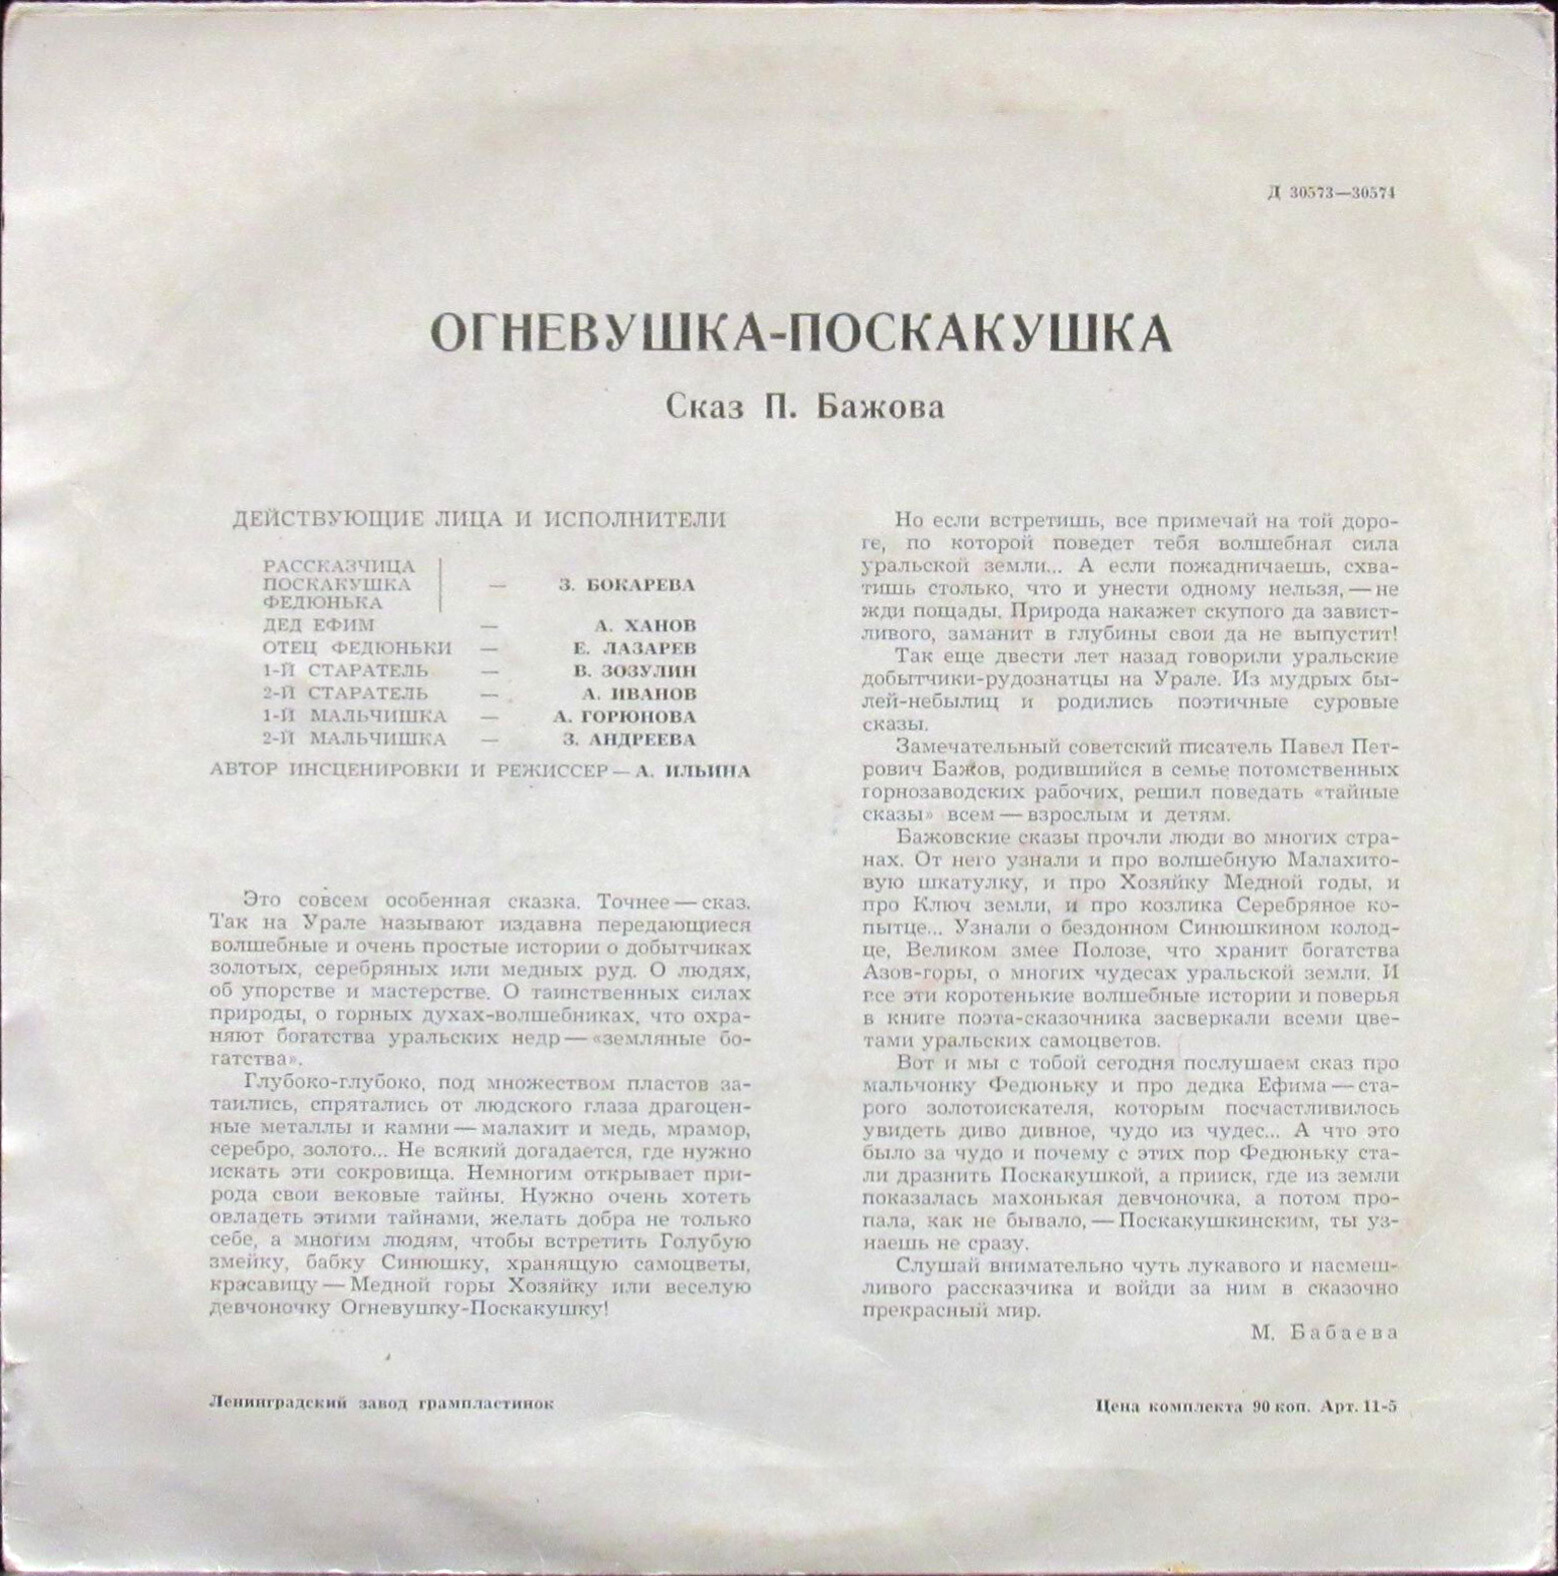 Д 30573—30574
ОГНЕВУШКА-ПОСКАКУШКА
Сказ П. Бажова
ДЕЙСТВУЮЩИЕ ЛИЦА И ИСПОЛНИТЕЛИ
РАССКАЗЧИЦА
ПОСКАКУШКА — З. БОКАРЕВА
ФЕДЮНЬКА
ДЕД ЕФИМ — А. ХАНОВ
ОТЕЦ ФЕДЮНЬКИ — Е. ЛАЗАРЕВ
1-Й СТАРАТЕЛЬ — В. ЗОЗУЛИН
2-Й СТАРАТЕЛЬ — А. ИВАНОВ
1-Й МАЛЬЧИШКА — А. ГОРЮНОВА
2-Й МАЛЬЧИШКА — З. АНДРЕЕВА
АВТОР ИНСЦЕНИРОВКИ И РЕЖИССЕР — А. ИЛЬИНА
Это совсем особенная сказка. Точнее — сказ.
Так на Урале называют издавна передающиеся
волшебные и очень простые истории о добытчиках
золотых, серебряных или медных руд. О людях,
об упорстве и мастерстве. О таинственных силах
природы, о горных духах-волшебниках, что охра-
няют богатства уральских недр — «земляные бо-
гатства».
Глубоко-глубоко, под множеством пластов за-
таились, спрятались от людского глаза драгоцен-
ные металлы и камни — малахит и медь, мрамор,
серебро, золото... Не всякий догадается, где нужно
искать эти сокровища. Немногим открывает при-
рода свои вековые тайны. Нужно очень хотеть
овладеть этими тайнами, желать добра не только
себе, а многим людям, чтобы встретить Голубую
змейку, бабку Синюшку, хранящую самоцветы,
красавицу — Медной горы Хозяйку или веселую
девчоночку Огневушку-Поскакушку!
Но если встретишь, все примечай на той доро-
ге, по которой поведет тебя волшебная сила
уральской земли... А если пожадничаешь, схва-
тишь столько, что и унести одному нельзя, — не
жди пощады. Природа накажет скупого да завист-
ливого, заманит в глубины свои да не выпустит!
Так еще двести лет назад говорили уральские
добытчики-рудознатцы на Урале. Из мудрых бы-
лей-небылиц и родились поэтичные суровые
сказы.
Замечательный советский писатель Павел Пет-
рович Бажов, родившийся в семье потомственных
горнозаводских рабочих, решил поведать «тайные
сказы» всем — взрослым и детям.
Бажовские сказы прочли люди во многих стра-
нах. От него узнали и про волшебную Малахито-
вую шкатулку, и про Хозяйку Медной годы, и
про Ключ земли, и про козлика Серебряное ко-
пытце... Узнали о бездонном Синюшкином колод-
це, Великом змее Полозе, что хранит богатства
Азов-горы, о многих чудесах уральской земли. И
все эти коротенькие волшебные истории и поверья
в книге поэта-сказочника засверкали всеми цве-
тами уральских самоцветов.
Вот и мы с тобой сегодня послушаем сказ про
мальчонку Федюньку и про дедка Ефима — ста-
рого золотоискателя, которым посчастливилось
увидеть диво дивное, чудо из чудес... А что это
было за чудо и почему с этих пор Федюньку ста-
ли дразнить Поскакушкой, а прииск, где из земли
показалась махонькая девчоночка, а потом про-
пала, как не бывало, — Поскакушкинским, ты уз-
наешь не сразу.
Слушай внимательно чуть лукавого и насмеш-
ливого рассказчика и войди за ним в сказочно
прекрасный мир.
М. Бабаева
Ленинградский завод грампластинок
Цена комплекта 90 коп. Арт. 11-5